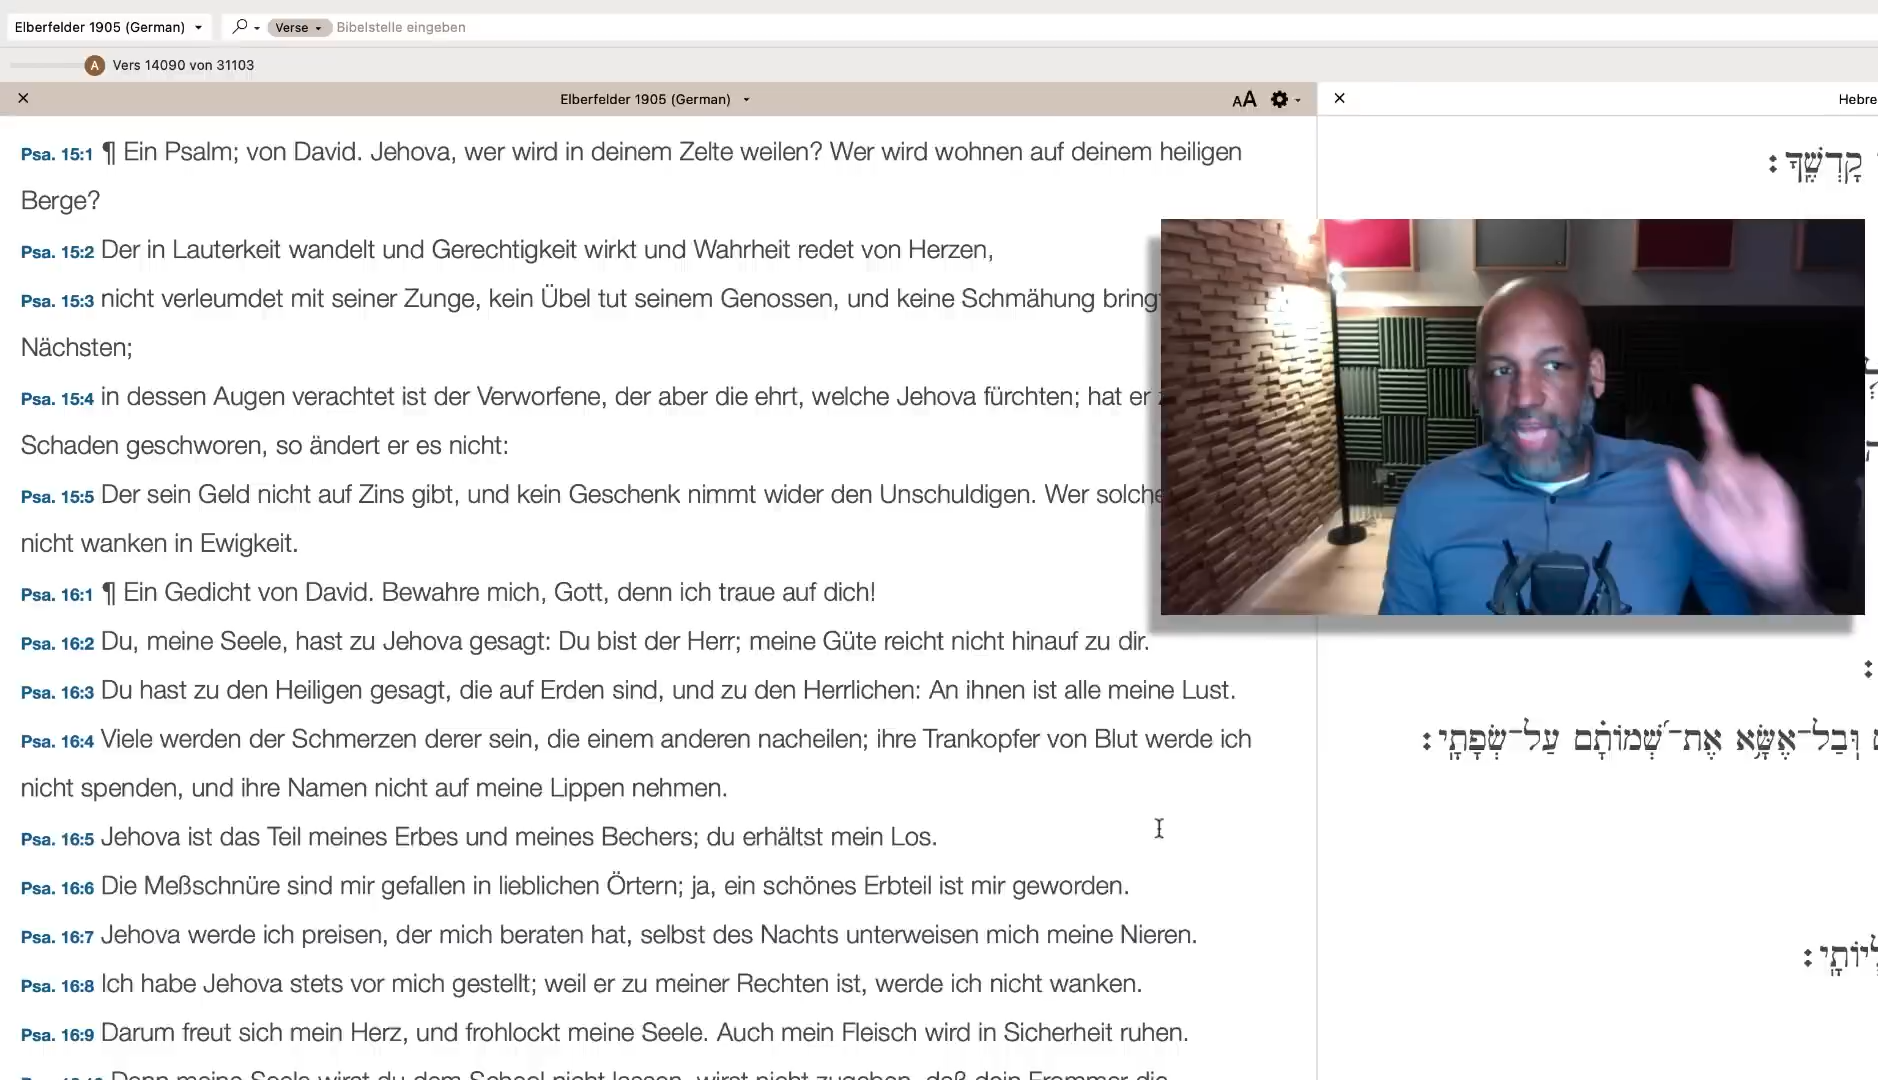 Elberfelder 1905 (German)
Verse
Bibelstelle eingeben
A
Vers 14090 von 31103
Elberfelder 1905 (German)
AA
Psa. 15:1 ¶ Ein Psalm; von David. Jehova, wer wird in deinem Zelte weilen? Wer wird wohnen auf deinem heiligen
Berge?
Psa. 15:2 Der in Lauterkeit wandelt und Gerechtigkeit wirkt und Wahrheit redet von Herzen,
Psa. 15:3 nicht verleumdet mit seiner Zunge, kein Übel tut seinem Genossen, und keine Schmähung bring
Nächsten;
Psa. 15:4 in dessen Augen verachtet ist der Verworfene, der aber die ehrt, welche Jehova fürchten; hat er
Schaden geschworen, so ändert er es nicht:
Psa. 15:5 Der sein Geld nicht auf Zins gibt, und kein Geschenk nimmt wider den Unschuldigen. Wer solche
nicht wanken in Ewigkeit.
Psa. 16:1 ¶ Ein Gedicht von David. Bewahre mich, Gott, denn ich traue auf dich!
Psa. 16:2 Du, meine Seele, hast zu Jehova gesagt: Du bist der Herr; meine Güte reicht nicht hinauf zu dir.
Psa. 16:3 Du hast zu den Heiligen gesagt, die auf Erden sind, und zu den Herrlichen: An ihnen ist alle meine Lust.
Psa. 16:4 Viele werden der Schmerzen derer sein, die einem anderen nacheilen; ihre Trankopfer von Blut werde ich
nicht spenden, und ihre Namen nicht auf meine Lippen nehmen.
Psa. 16:5 Jehova ist das Teil meines Erbes und meines Bechers; du erhältst mein Los.
Psa. 16:6 Die Meßschnüre sind mir gefallen in lieblichen Örtern; ja, ein schönes Erbteil ist mir geworden.
Psa. 16:7 Jehova werde ich preisen, der mich beraten hat, selbst des Nachts unterweisen mich meine Nieren.
Psa. 16:8 Ich habe Jehova stets vor mich gestellt; weil er zu meiner Rechten ist, werde ich nicht wanken.
Psa. 16:9 Darum freut sich mein Herz, und frohlockt meine Seele. Auch mein Fleisch wird in Sicherheit ruhen.
Hebre
קָדְשֶֽׁךָ׃
וּֽבַל־אֶשָּׂ֥א אֶת־שְׁ֝מוֹתָ֗ם עַל־שְׂפָתָֽי׃